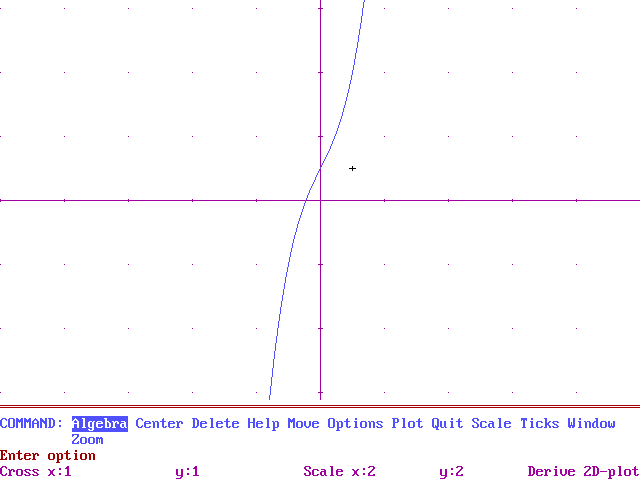 COMMAND: Algebra Center Delete Help Move Options Plot Quit Scale Ticks Window
Zoom
Enter option
Cross x:1 y:1 Scale x:2 y:2 Derive 2D-plot